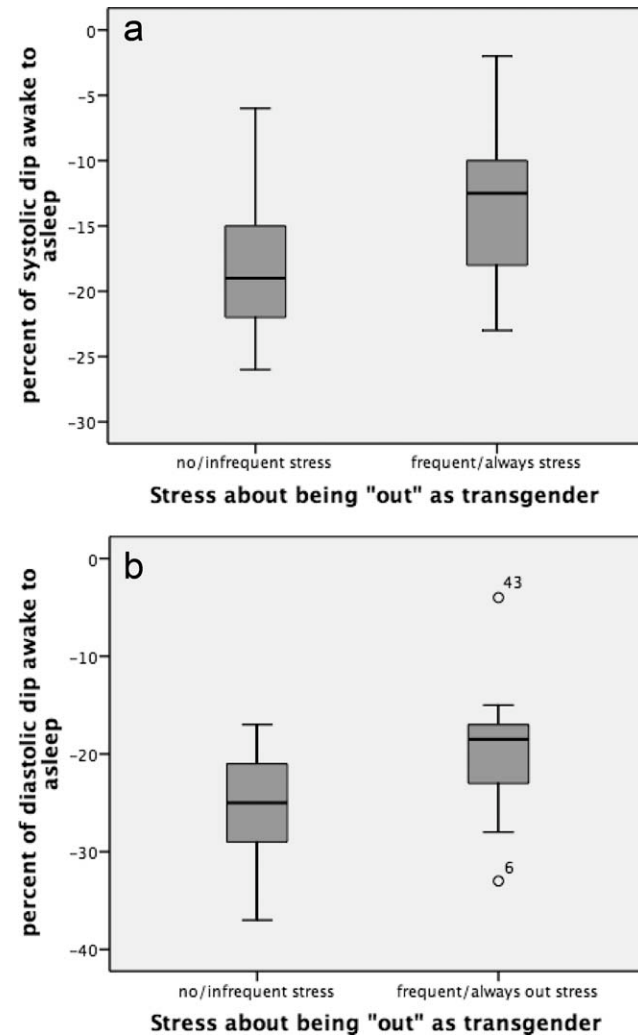 a
percent of systolic dip awake to
asleep
0
-5
-10
-15
-20
-25
-30
no/infrequent stress
frequent/always stress
Stress about being "out" as transgender
b
percent of diastolic dip awake to
asleep
0
-10
-20
-30
-40
43
6
no/infrequent stress
frequent/always out stress
Stress about being "out" as transgender